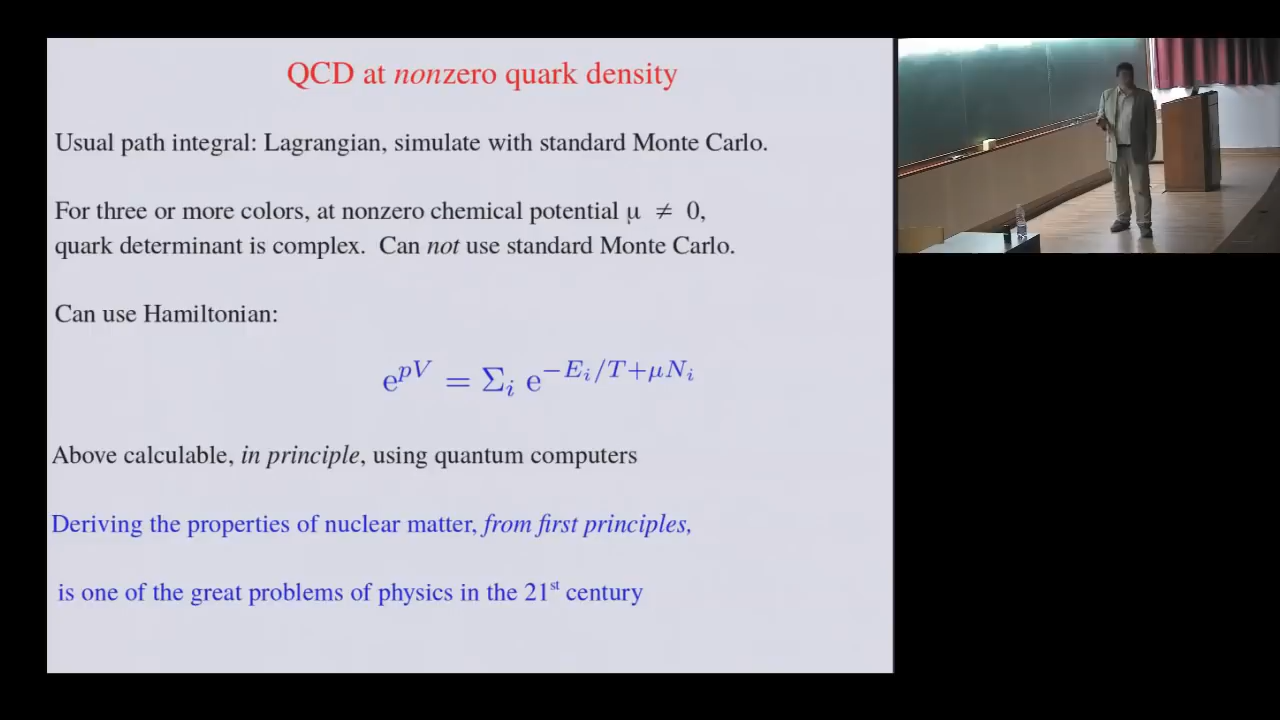 QCD at nonzero quark density
Usual path integral: Lagrangian, simulate with standard Monte Carlo.
For three or more colors, at nonzero chemical potential μ ≠ 0,
quark determinant is complex. Can not use standard Monte Carlo.
Can use Hamiltonian:
e^{pV} = Σ_i e^{−E_i/T+μN_i}
Above calculable, in principle, using quantum computers
Deriving the properties of nuclear matter, from first principles,
is one of the great problems of physics in the 21st century